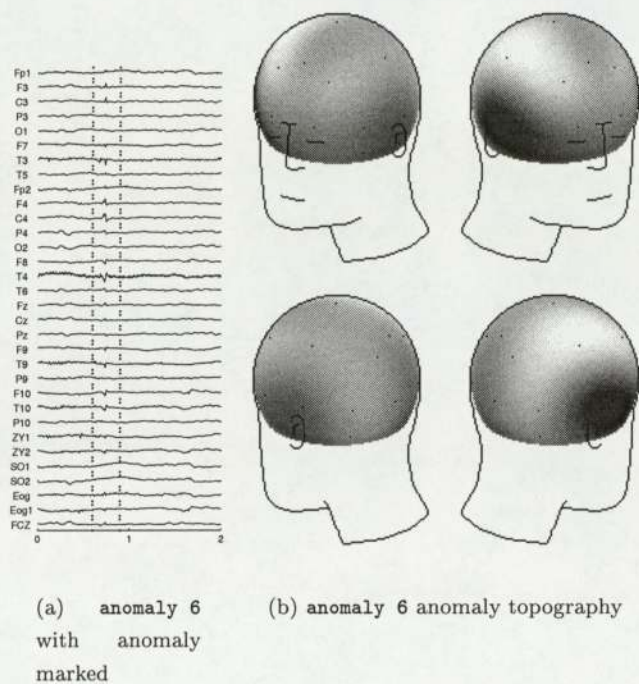 Fp1
F3
C3
P3
O1
F7
T3
T5
Fp2
F4
C4
P4
O2
F8
T4
T6
Fz
Cz
Pz
F9
T9
P9
F10
T10
P10
ZY1
ZY2
SO1
SO2
Eog
Eog1
FCZ
0 1 2
(a) anomaly 6
with anomaly
marked
(b) anomaly 6 anomaly topography